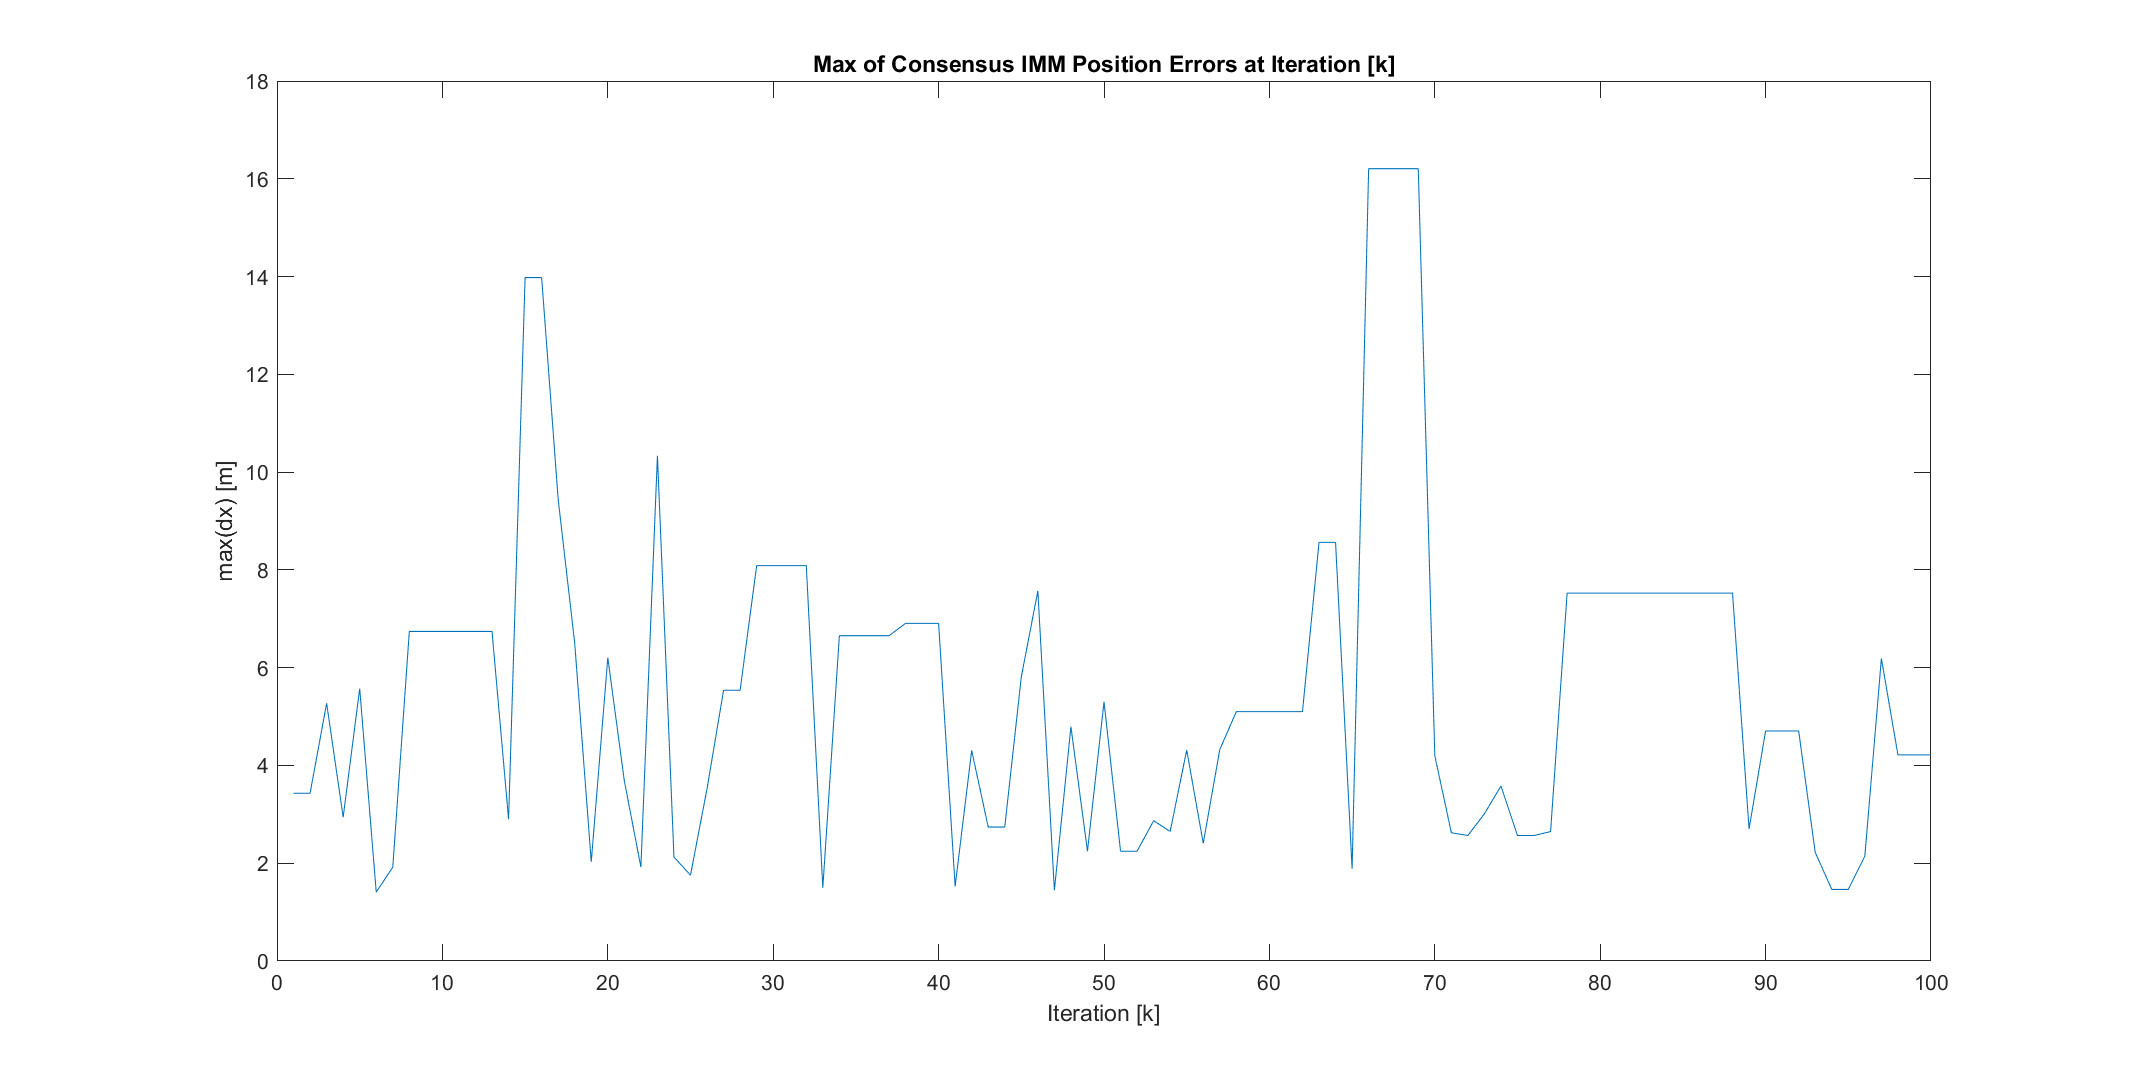 Max of Consensus IMM Position Errors at Iteration [k]
18
16
14
12
10
8
6
4
2
0
max(dx) [m]
0 10 20 30 40 50 60 70 80 90 100
Iteration [k]